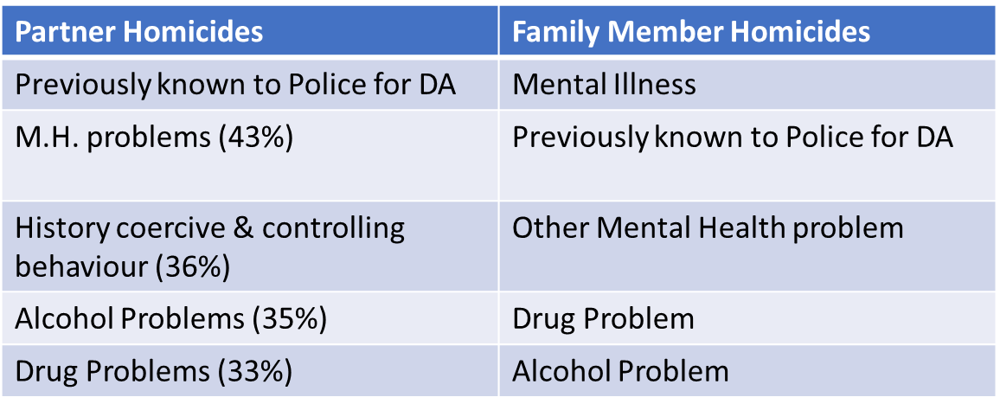 Partner Homicides
Family Member Homicides
Previously known to Police for DA
Mental Illness
M.H. problems (43%)
Previously known to Police for DA
History coercive & controlling
behaviour (36%)
Other Mental Health problem
Alcohol Problems (35%)
Drug Problem
Drug Problems (33%)
Alcohol Problem